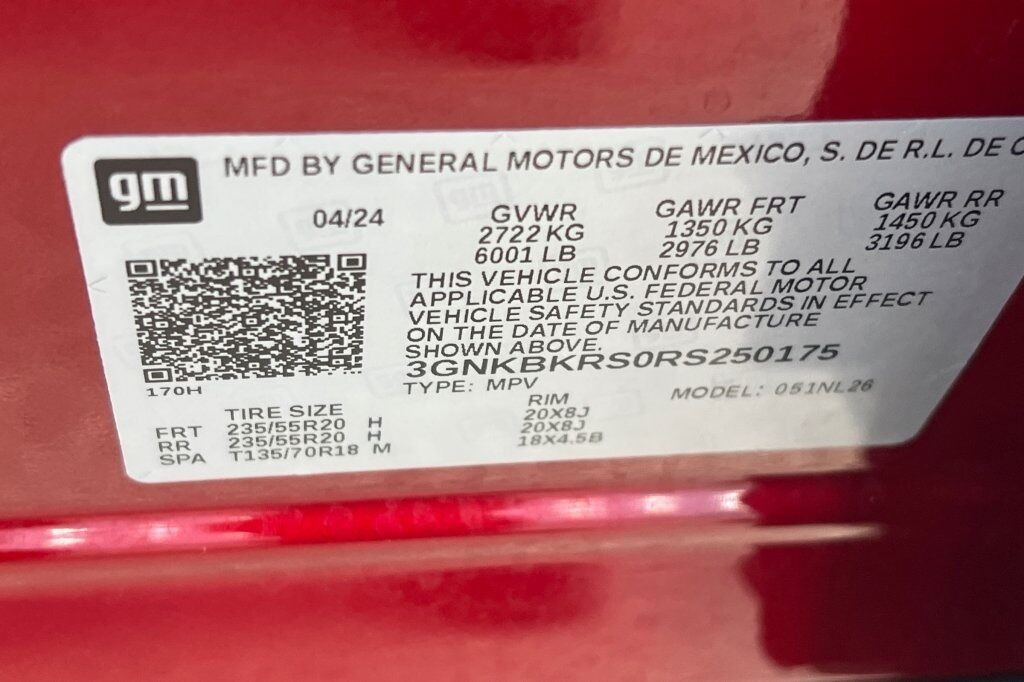 gm
MFD BY GENERAL MOTORS DE MEXICO, S. DE R.L. DE C
04/24
GVWR
2722 KG
6001 LB
GAWR FRT
1350 KG
2976 LB
GAWR RR
1450 KG
3196 LB
THIS VEHICLE CONFORMS TO ALL
APPLICABLE U.S. FEDERAL MOTOR
VEHICLE SAFETY STANDARDS IN EFFECT
ON THE DATE OF MANUFACTURE
SHOWN ABOVE.
3GNKBKRS0RS250175
TYPE: MPV
MODEL: 051NL26
170H
TIRE SIZE RIM
FRT 235/55R20 H 20X8J
RR 235/55R20 H 20X8J
SPA T135/70R18 M 18X4.5B